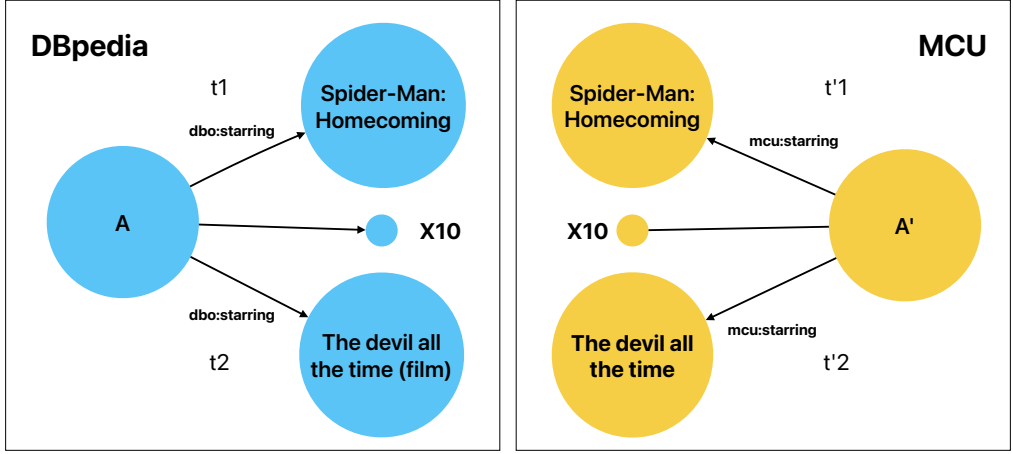 DBpedia
t1
Spider-Man:
Homecoming
dbo:starring
A
X10
dbo:starring
The devil all
the time (film)
t2
MCU
Spider-Man:
Homecoming
t'1
mcu:starring
X10
A'
The devil all
the time
mcu:starring
t'2